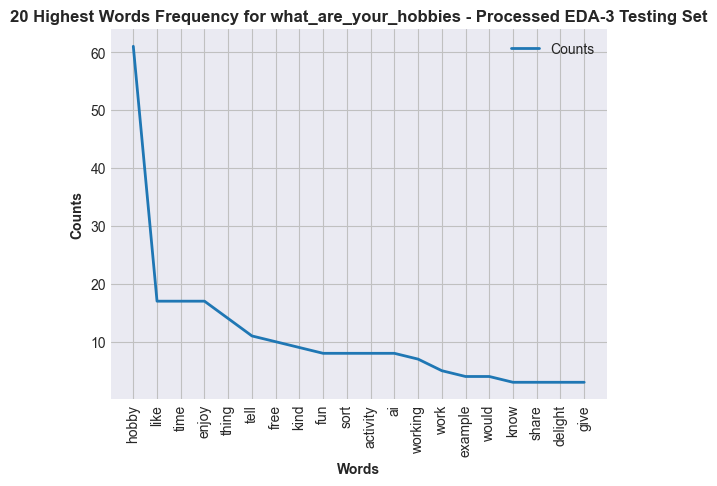 20 Highest Words Frequency for what_are_your_hobbies - Processed EDA-3 Testing Set
Counts
60
50
40
30
20
10
Counts
hobby
like
time
enjoy
thing
tell
free
kind
fun
sort
activity
ai
working
work
example
would
know
share
delight
give
Words